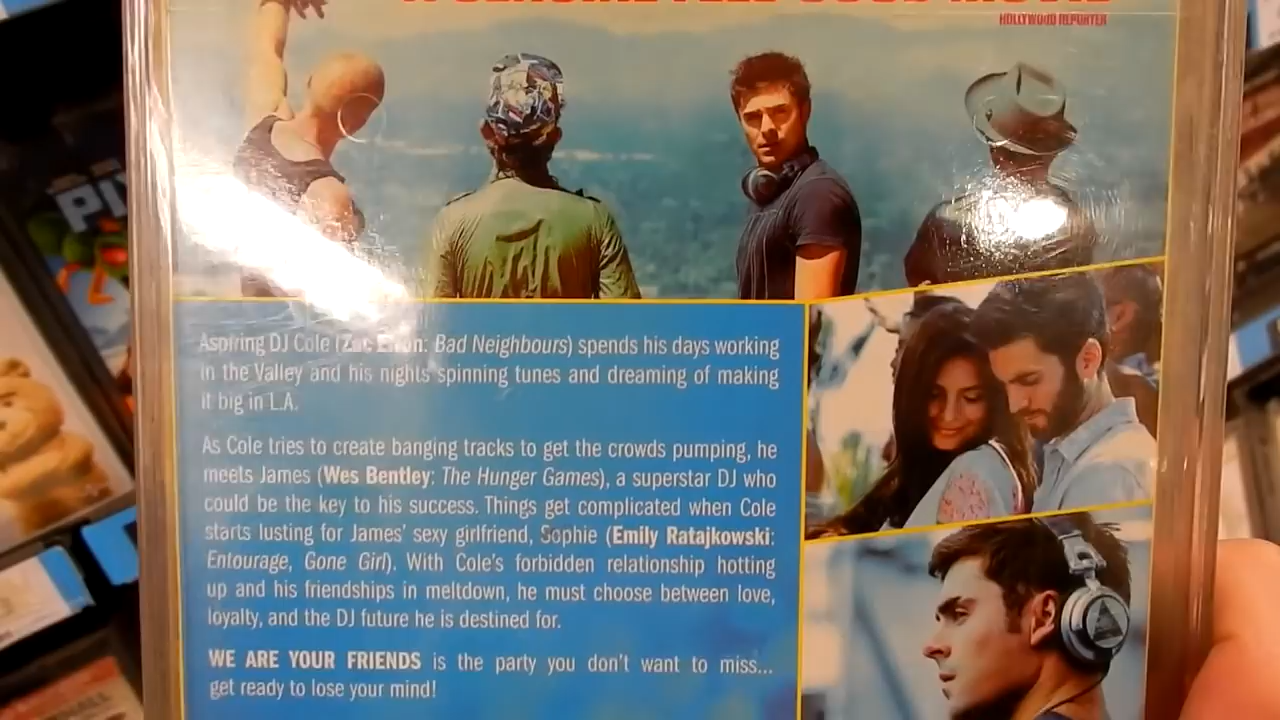 HOLLYWOOD REPORTER
Aspiring DJ Cole (Zac Efron: Bad Neighbours) spends his days working
in the Valley and his nights spinning tunes and dreaming of making
it big in L.A.
As Cole tries to create banging tracks to get the crowds pumping, he
meets James (Wes Bentley: The Hunger Games), a superstar DJ who
could be the key to his success. Things get complicated when Cole
starts lusting for James' sexy girlfriend, Sophie (Emily Ratajkowski:
Entourage, Gone Girl). With Cole's forbidden relationship hotting
up and his friendships in meltdown, he must choose between love,
loyalty, and the DJ future he is destined for.
WE ARE YOUR FRIENDS is the party you don't want to miss...
get ready to lose your mind!